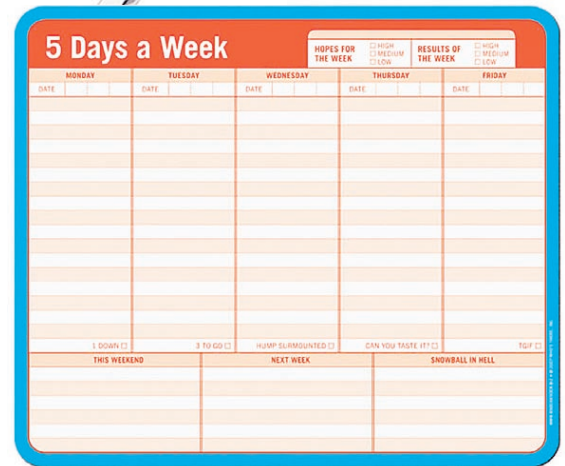 5 Days a Week
HOPES FOR THE WEEK
HIGH
MEDIUM
LOW
RESULTS OF THE WEEK
HIGH
MEDIUM
LOW
MONDAY TUESDAY WEDNESDAY THURSDAY FRIDAY
DATE DATE DATE DATE DATE
1 DOWN 3 TO GO HUMP SURMOUNTED CAN YOU TASTE IT? TGIF
THIS WEEKEND NEXT WEEK SNOWBALL IN HELL